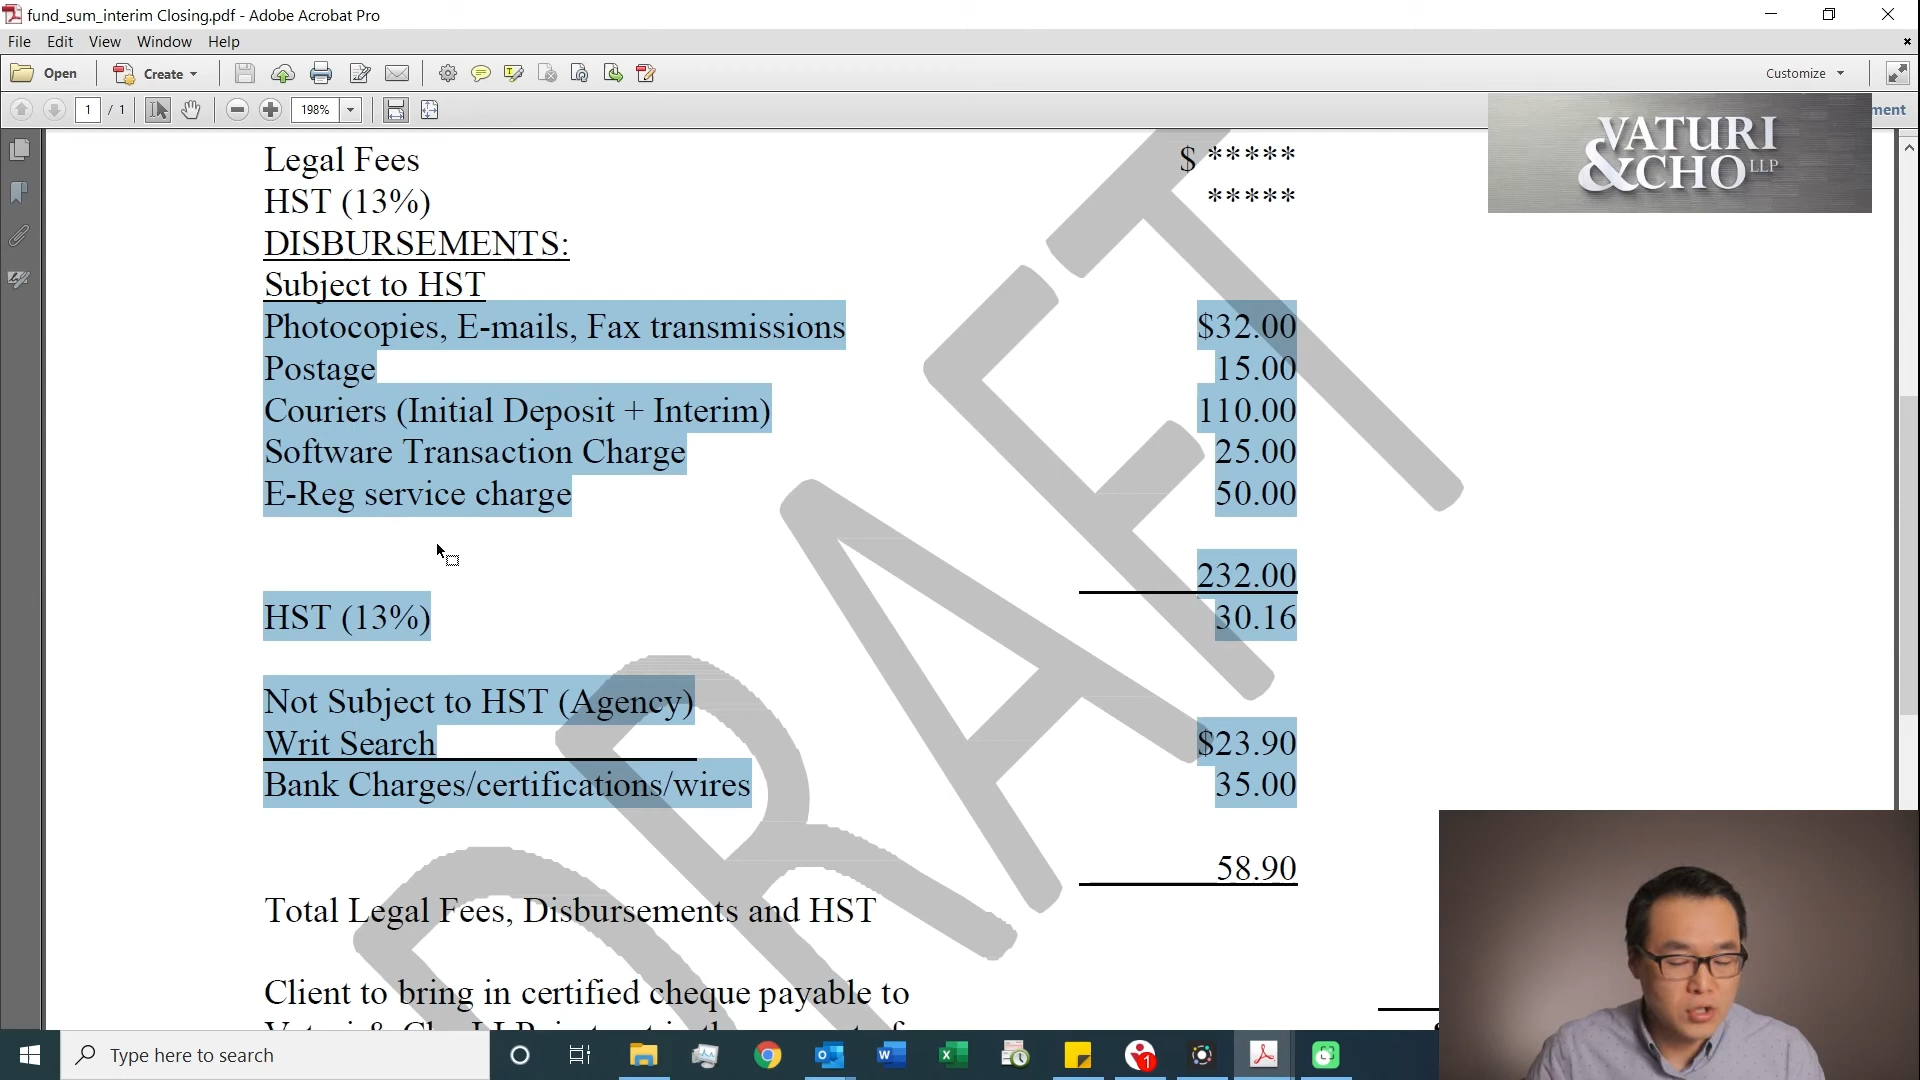 fund_sum_interim Closing.pdf - Adobe Acrobat Pro
File Edit View Window Help
Open Create Customize
1 / 1 198% ment
VATURI
&CHO LLP
Legal Fees $ *****
HST (13%) *****
DISBURSEMENTS:
Subject to HST
Photocopies, E-mails, Fax transmissions $32.00
Postage 15.00
Couriers (Initial Deposit + Interim) 110.00
Software Transaction Charge 25.00
E-Reg service charge 50.00
232.00
HST (13%) 30.16
Not Subject to HST (Agency)
Writ Search $23.90
Bank Charges/certifications/wires 35.00
58.90
Total Legal Fees, Disbursements and HST
Client to bring in certified cheque payable to
DRAFT
Type here to search
1